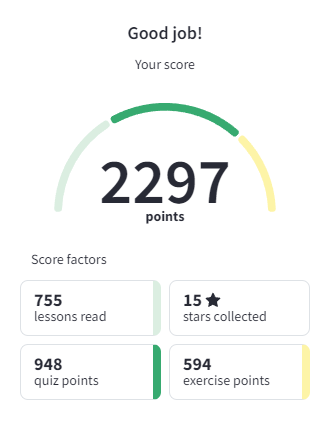 Good job!
Your score
2297
points
Score factors
755
lessons read
15 ★
stars collected
948
quiz points
594
exercise points